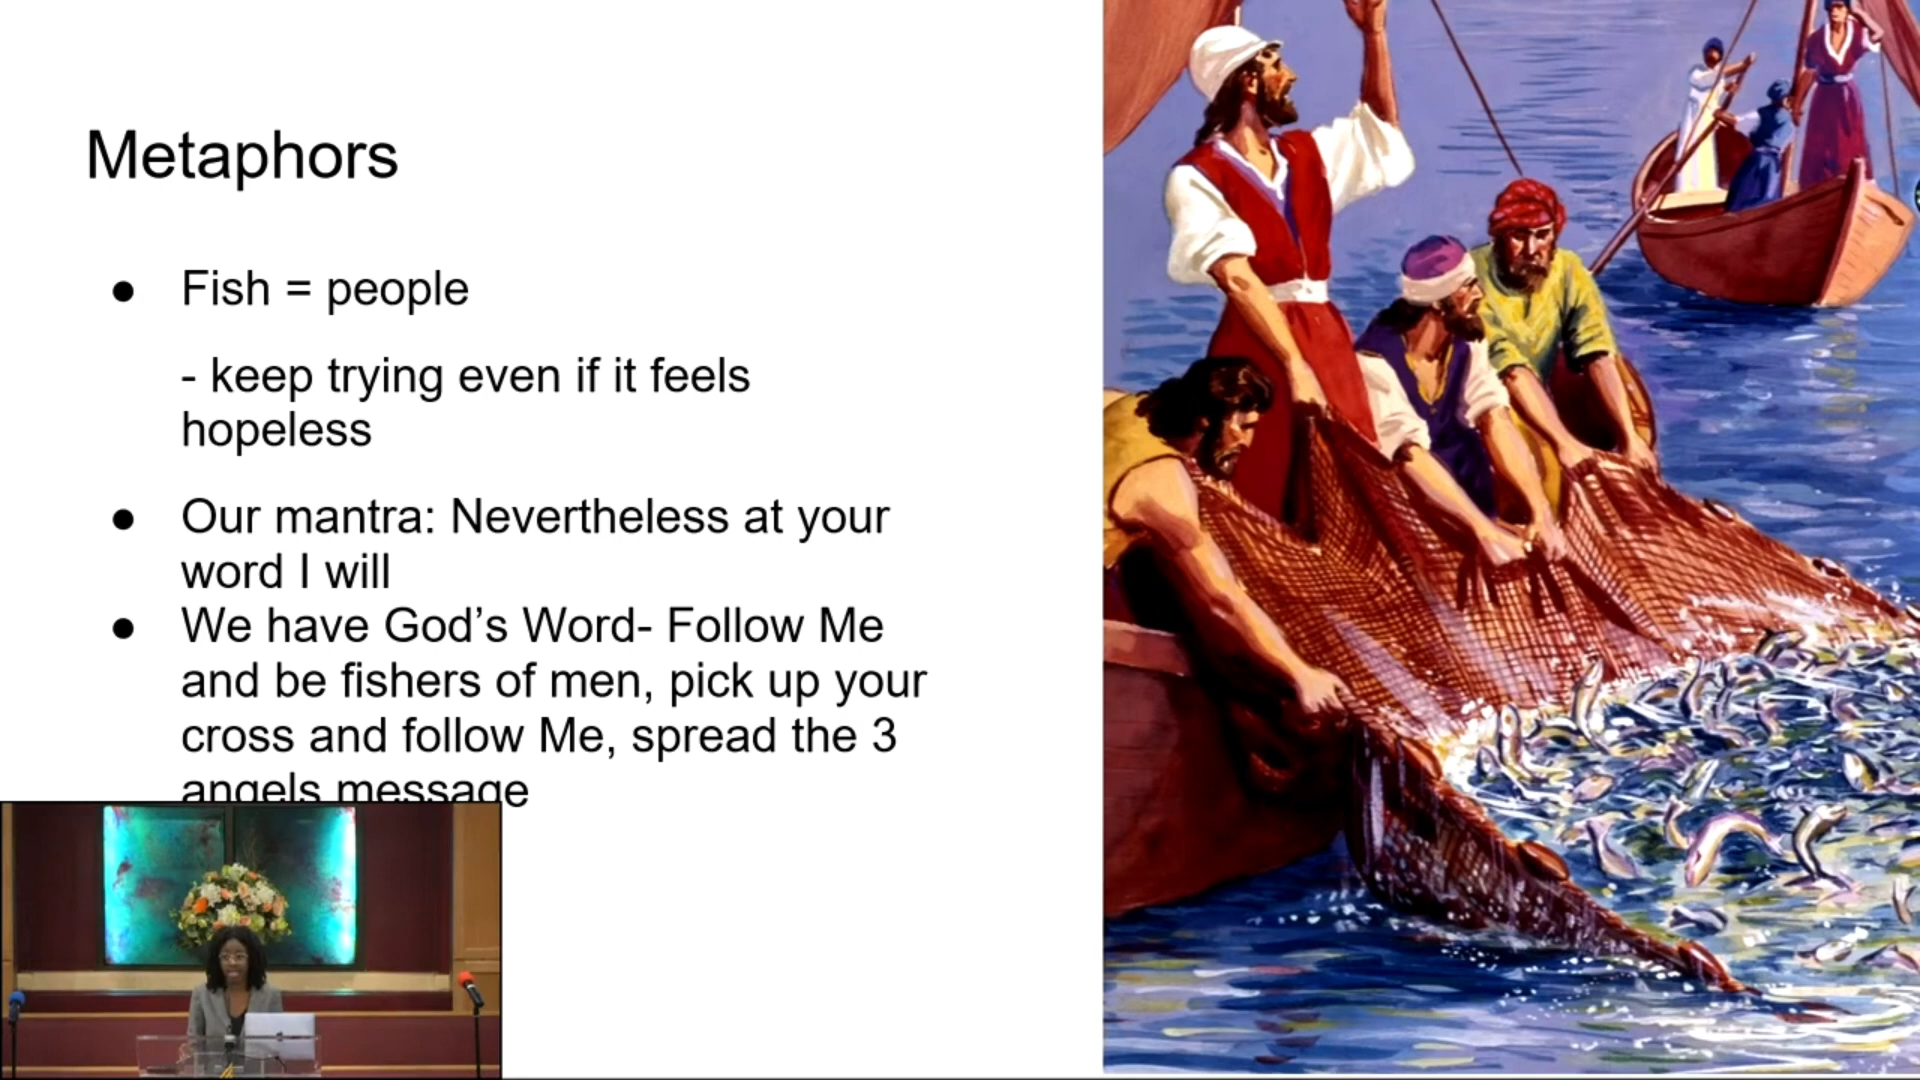 Metaphors
● Fish = people
- keep trying even if it feels
hopeless
● Our mantra: Nevertheless at your
word I will
● We have God’s Word- Follow Me
and be fishers of men, pick up your
cross and follow Me, spread the 3
angels message